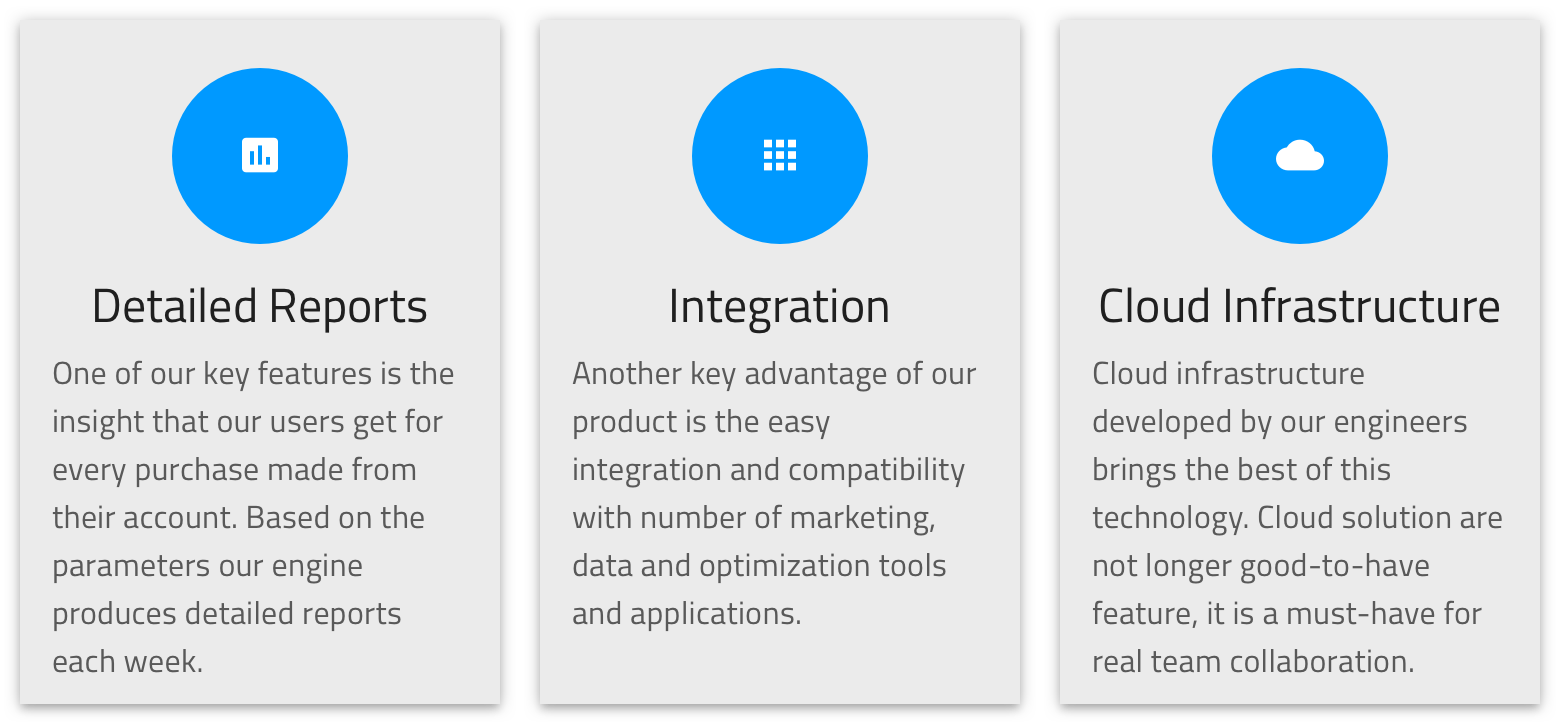 Detailed Reports
One of our key features is the
insight that our users get for
every purchase made from
their account. Based on the
parameters our engine
produces detailed reports
each week.
Integration
Another key advantage of our
product is the easy
integration and compatibility
with number of marketing,
data and optimization tools
and applications.
Cloud Infrastructure
Cloud infrastructure
developed by our engineers
brings the best of this
technology. Cloud solution are
not longer good-to-have
feature, it is a must-have for
real team collaboration.